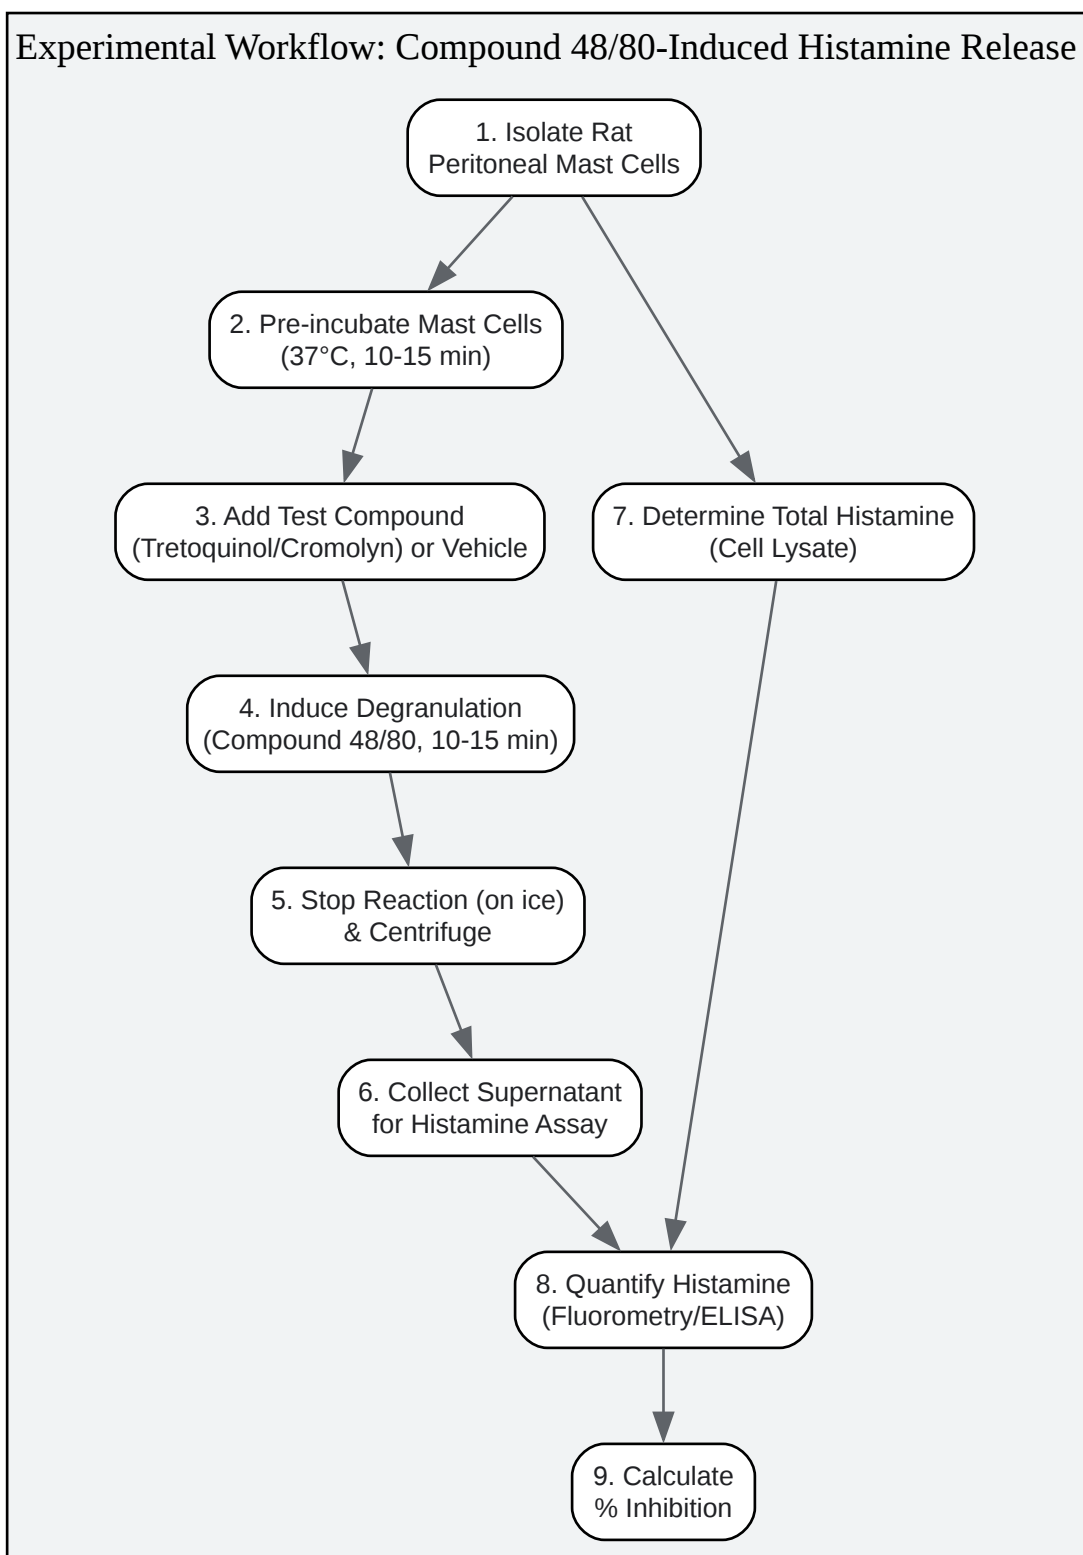 Experimental Workflow: Compound 48/80-Induced Histamine Release
1. Isolate Rat
Peritoneal Mast Cells
2. Pre-incubate Mast Cells
(37°C, 10-15 min)
3. Add Test Compound
(Tretoquinol/Cromolyn) or Vehicle
7. Determine Total Histamine
(Cell Lysate)
4. Induce Degranulation
(Compound 48/80, 10-15 min)
5. Stop Reaction (on ice)
& Centrifuge
6. Collect Supernatant
for Histamine Assay
8. Quantify Histamine
(Fluorometry/ELISA)
9. Calculate
% Inhibition